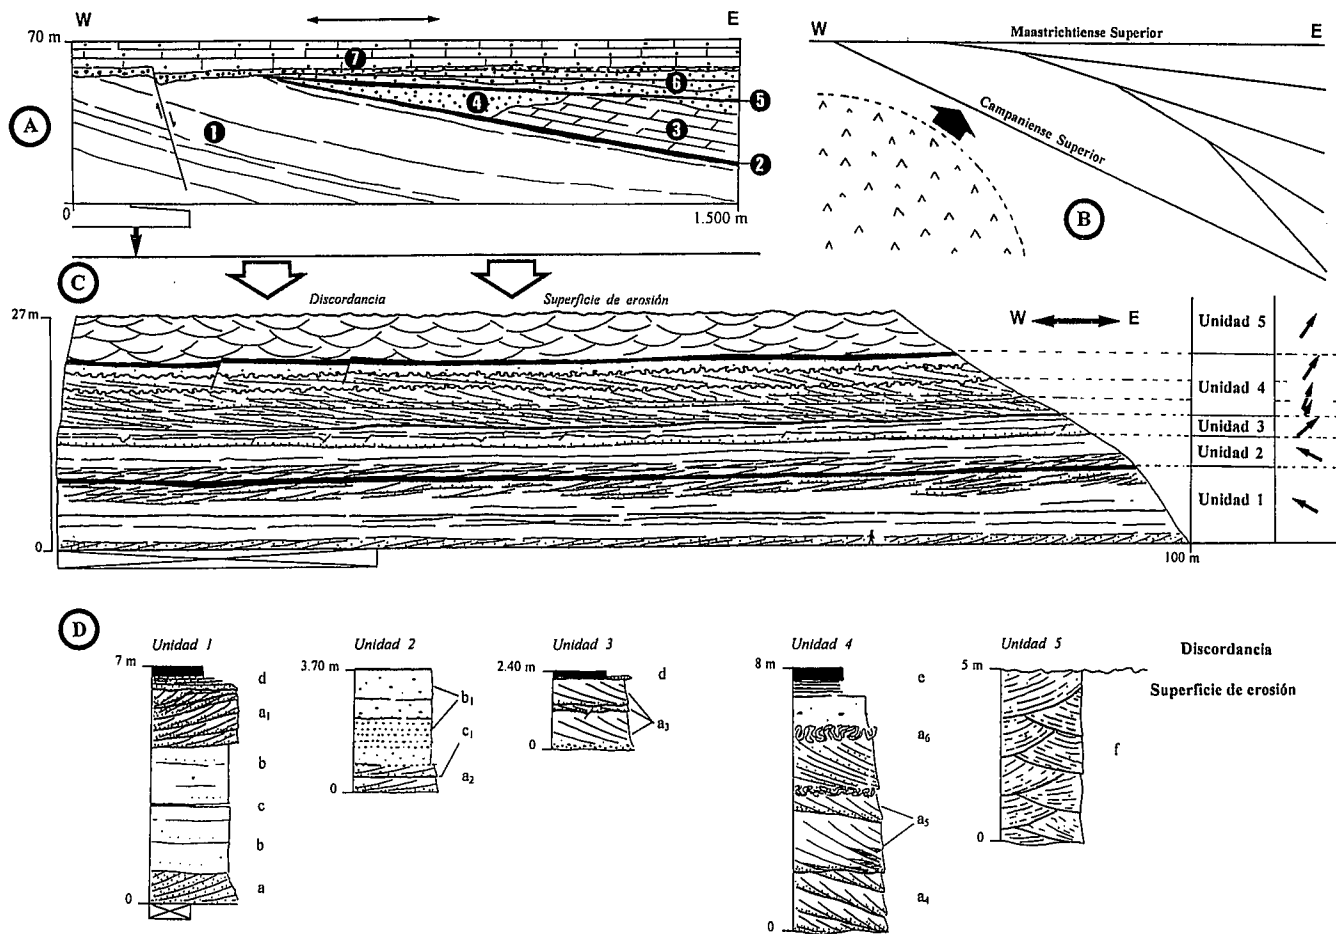 W
E
70 m
7
6
4
5
A
1
3
2
0
1.500 m
W
Maastrichtiense Superior
E
Campaniense Superior
B
C
27 m
Discordancia
Superficie de erosión
W
E
Unidad 5
Unidad 4
Unidad 3
Unidad 2
Unidad 1
0
100 m
D
Unidad 1
7 m
d
a1
b
c
b
a
0
Unidad 2
3.70 m
b1
c1
a2
0
Unidad 3
2.40 m
d
a3
0
Unidad 4
8 m
e
a6
a5
a4
0
Unidad 5
5 m
f
0
Discordancia
Superficie de erosión